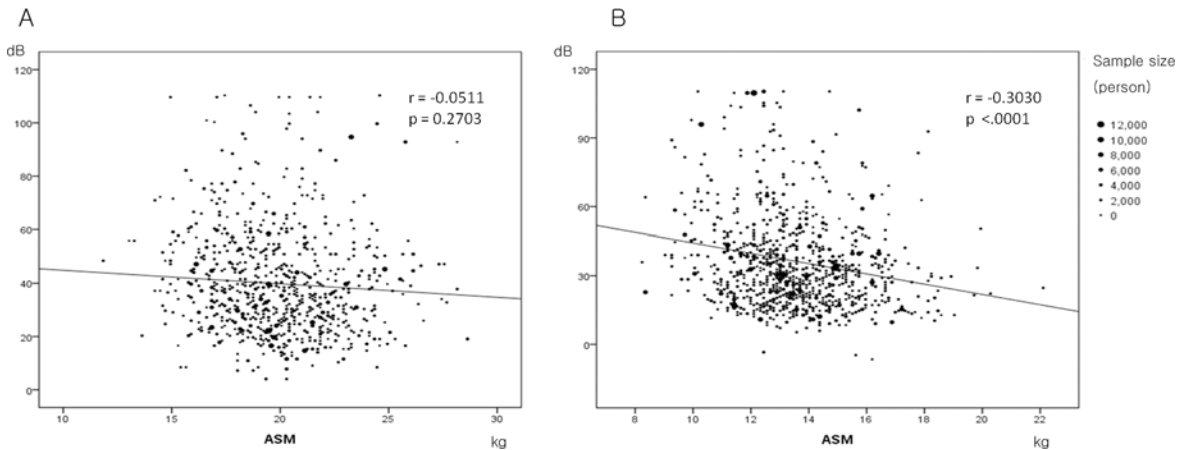 A
dB
120
100
80
60
40
20
0
r = -0.0511
p = 0.2703
10
15
20
25
30
ASM
kg
B
dB
120
90
60
30
0
r = -0.3030
p <.0001
8
10
12
14
16
18
20
22
ASM
kg
Sample size
(person)
12,000
10,000
8,000
6,000
4,000
2,000
0